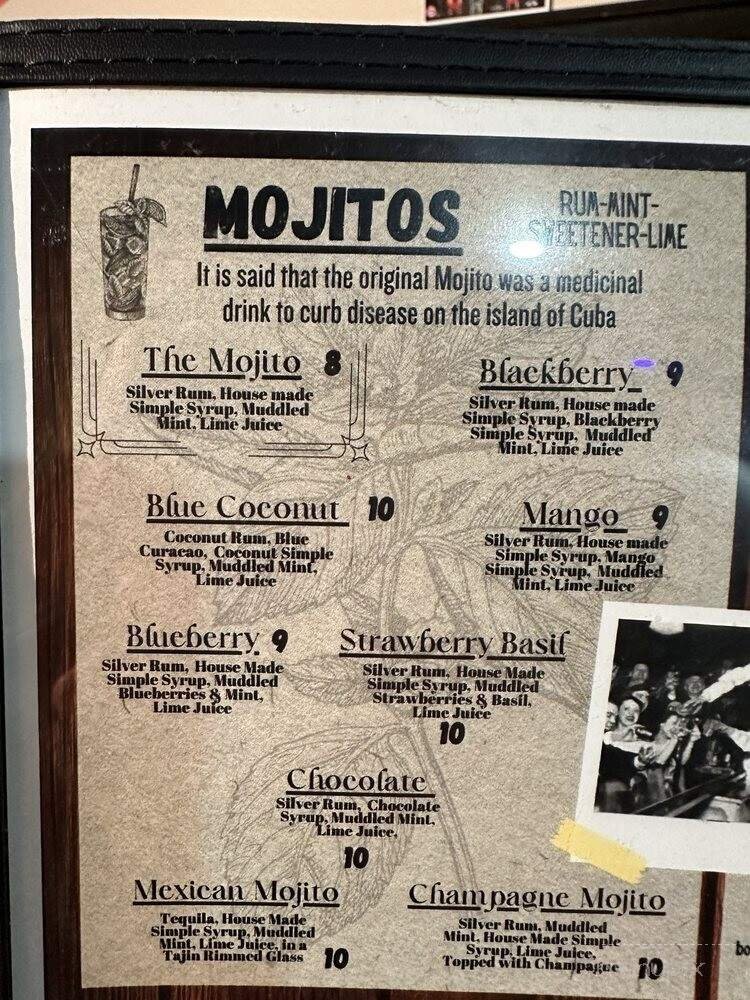 MOJITOS
RUM-MINT-
SWEETENER-LIME
It is said that the original Mojito was a medicinal
drink to curb disease on the island of Cuba
The Mojito 8
Silver Rum, House made
Simple Syrup, Muddled
Mint, Lime Juice
Blackberry 9
Silver Rum, House made
Simple Syrup, Blackberry
Simple Syrup, Muddled
Mint, Lime Juice
Blue Coconut 10
Coconut Rum, Blue
Curacao, Coconut Simple
Syrup, Muddled Mint,
Lime Juice
Mango 9
Silver Rum, House made
Simple Syrup, Mango
Simple Syrup, Muddled
Mint, Lime Juice
Blueberry 9
Silver Rum, House Made
Simple Syrup, Muddled
Blueberries & Mint,
Lime Juice
Strawberry Basil
Silver Rum, House Made
Simple Syrup, Muddled
Strawberries & Basil,
Lime Juice
10
Chocolate
Silver Rum, Chocolate
Syrup, Muddled Mint,
Lime Juice,
10
Mexican Mojito
Tequila, House Made
Simple Syrup, Muddled
Mint, Lime Juice, in a
Tajin Rimmed Glass 10
Champagne Mojito
Silver Rum, Muddled
Mint, House Made Simple
Syrup, Lime Juice,
Topped with Champagne 10